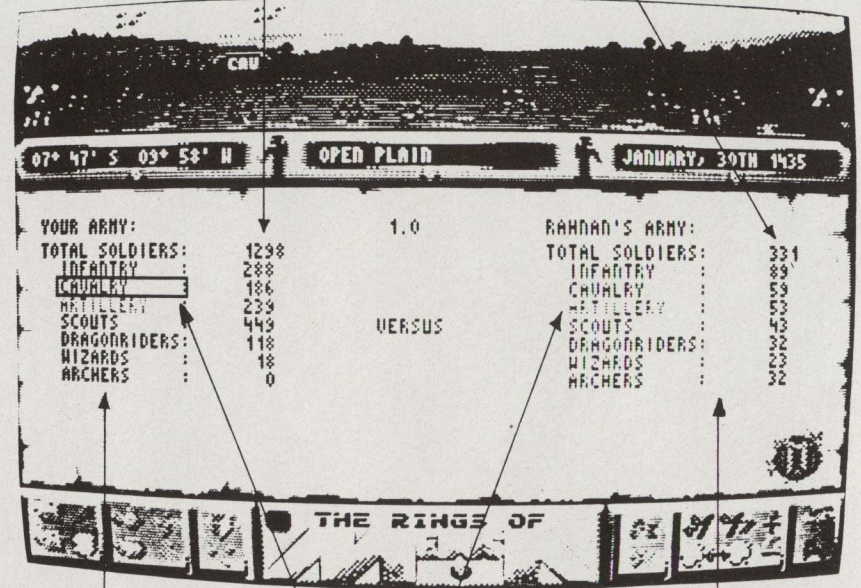 CAV
07° 47' S 09° 58' W OPEN PLAIN JANUARY, 30TH 1435
YOUR ARMY: 1.0 RAHNAN'S ARMY:
TOTAL SOLDIERS: 1298 TOTAL SOLDIERS: 331
INFANTRY : 288 INFANTRY : 89
CAVALRY : 186 CAVALRY : 59
ARTILLERY : 239 ARTILLERY : 53
SCOUTS : 449 VERSUS SCOUTS : 43
DRAGONRIDERS: 118 DRAGONRIDERS: 32
WIZARDS : 18 WIZARDS : 23
ARCHERS : 0 ARCHERS : 32
THE RINGS OF